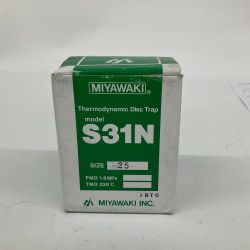 MIYAWAKI
Thermodynamic Disc Trap
model
S31N
SIZE 25
PMO 1.6MPa
TMO 220℃
MIYAWAKI INC.